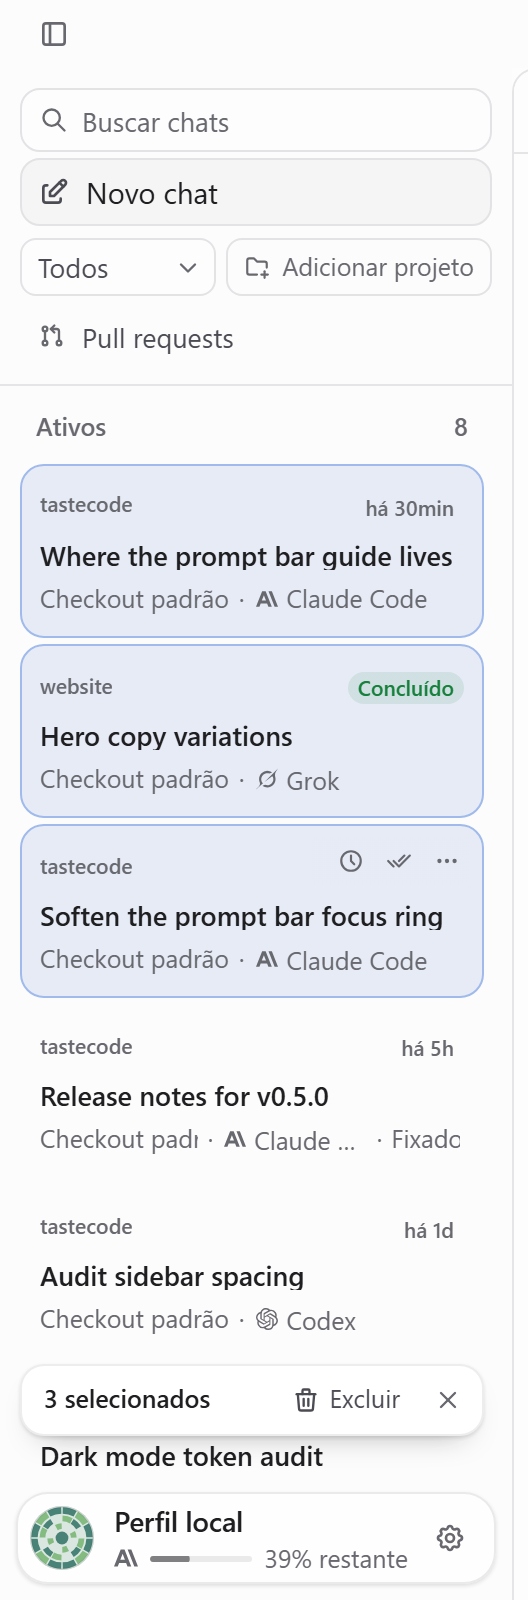 Buscar chats
Novo chat
Todos
Adicionar projeto
Pull requests
Ativos 8
tastecode há 30min
Where the prompt bar guide lives
Checkout padrão · Claude Code
website Concluído
Hero copy variations
Checkout padrão · Grok
tastecode
Soften the prompt bar focus ring
Checkout padrão · Claude Code
tastecode há 5h
Release notes for v0.5.0
Checkout padr · Claude ... · Fixado
tastecode há 1d
Audit sidebar spacing
Checkout padrão · Codex
3 selecionados Excluir
Dark mode token audit
Perfil local
39% restante